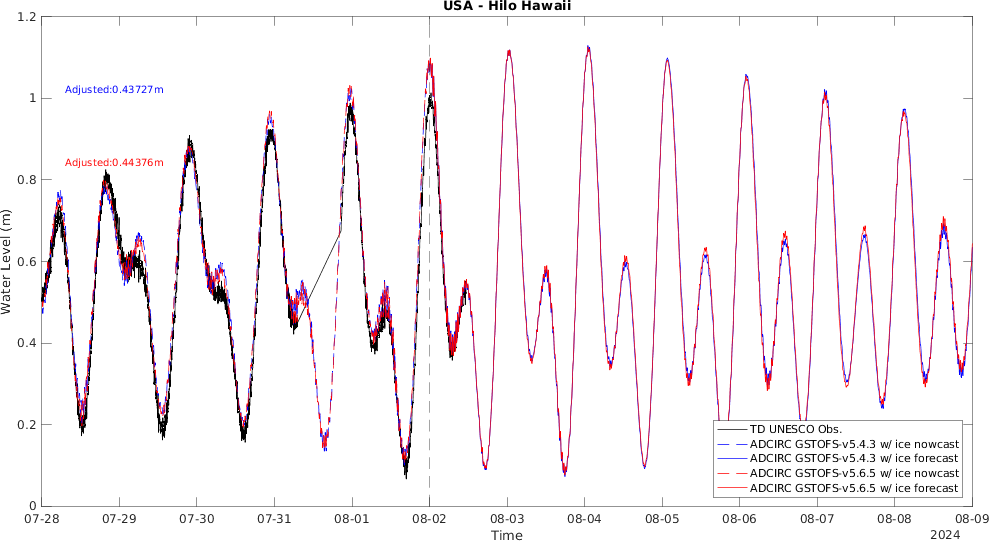 USA - Hilo Hawaii
1.2
1
0.8
0.6
0.4
0.2
0
Water Level (m)
Adjusted:0.43727m
Adjusted:0.44376m
TD UNESCO Obs.
ADCIRC GSTOFS-v5.4.3 w/ ice nowcast
ADCIRC GSTOFS-v5.4.3 w/ ice forecast
ADCIRC GSTOFS-v5.6.5 w/ ice nowcast
ADCIRC GSTOFS-v5.6.5 w/ ice forecast
07-28 07-29 07-30 07-31 08-01 08-02 08-03 08-04 08-05 08-06 08-07 08-08 08-09
Time
2024